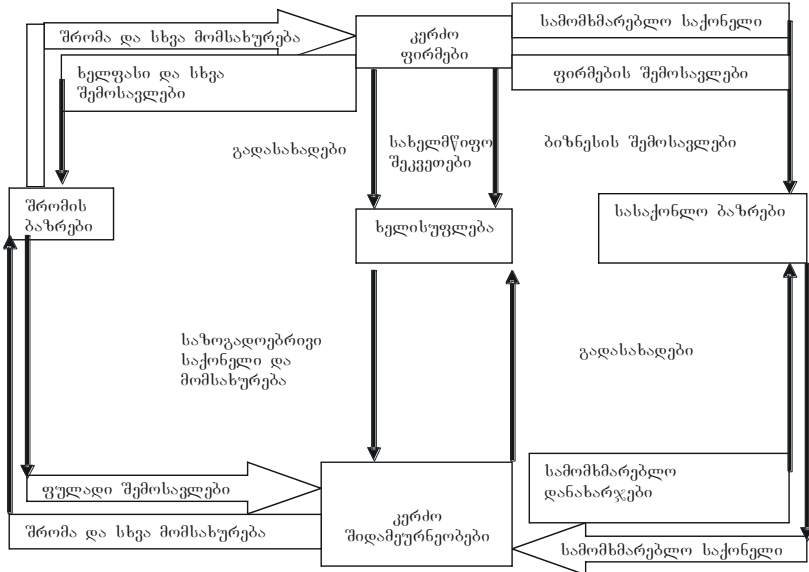 შრომა და სხვა მომსახურება
კერძო
ფირმები
სამომხმარებლო საქონელი
ხელფასი და სხვა
შემოსავლები
ფირმების შემოსავლები
გადასახადები
სახელმწიფო
შეკვეთები
ბიზნესის შემოსავლები
შრომის
ბაზრები
ხელისუფლება
სასაქონლო ბაზრები
საზოგადოებრივი
საქონელი და
მომსახურება
გადასახადები
ფულადი შემოსავლები
შრომა და სხვა მომსახურება
კერძო
შიდამეურნეობები
სამომხმარებლო
დანახარჯები
სამომხმარებლო საქონელი